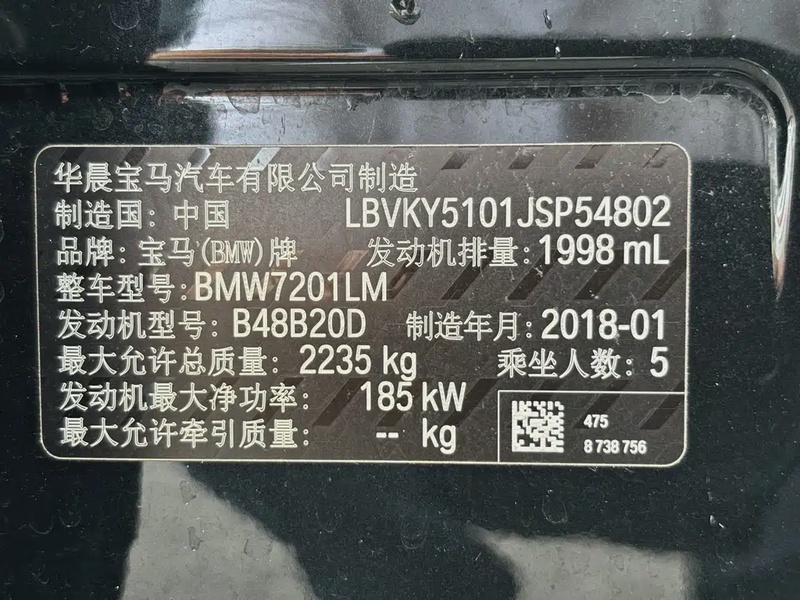 华晨宝马汽车有限公司制造
制造国: 中国 LBVKY5101JSP54802
品牌: 宝马(BMW)牌 发动机排量: 1998 mL
整车型号: BMW7201LM
发动机型号: B48B20D 制造年月: 2018-01
最大允许总质量: 2235 kg 乘坐人数: 5
发动机最大净功率: 185 kW
最大允许牵引质量: -- kg
475
8 738 756